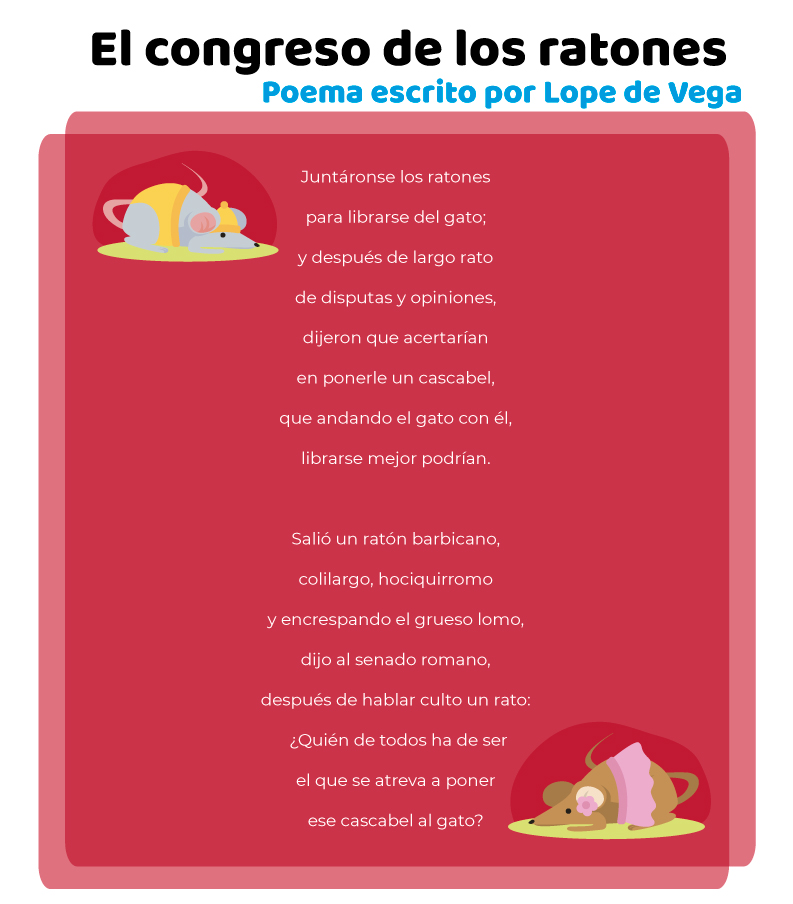 El congreso de los ratones
Poema escrito por Lope de Vega
Juntáronse los ratones
para librarse del gato;
y después de largo rato
de disputas y opiniones,
dijeron que acertarían
en ponerle un cascabel,
que andando el gato con él,
librarse mejor podrían.
Salió un ratón barbicano,
colilargo, hociquirromo
y encrespando el grueso lomo,
dijo al senado romano,
después de hablar culto un rato:
¿Quién de todos ha de ser
el que se atreva a poner
ese cascabel al gato?